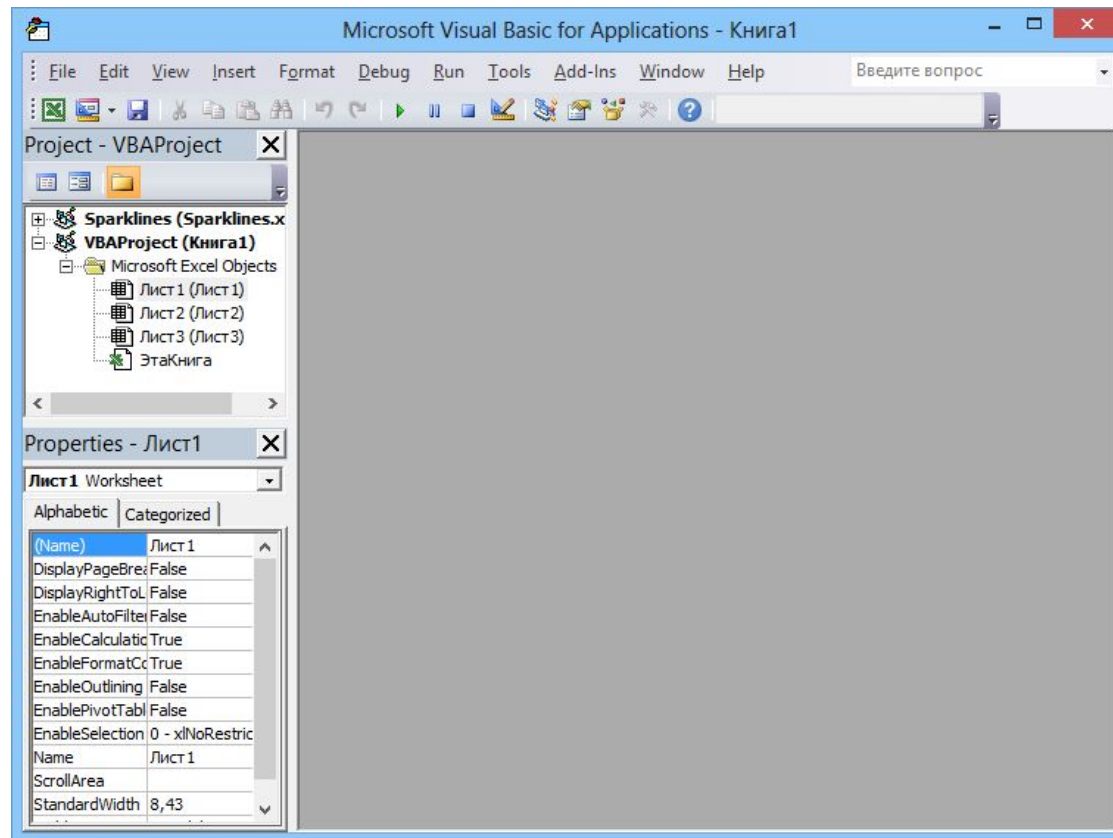 Microsoft Visual Basic for Applications - Книга1
File Edit View Insert Format Debug Run Tools Add-Ins Window Help Введите вопрос
Project - VBAProject
Sparklines (Sparklines.x
VBAProject (Книга1)
Microsoft Excel Objects
Лист1 (Лист1)
Лист2 (Лист2)
Лист3 (Лист3)
ЭтаКнига
Properties - Лист1
Лист1 Worksheet
Alphabetic Categorized
(Name) Лист1
DisplayPageBrea False
DisplayRightToL False
EnableAutoFilte False
EnableCalculatic True
EnableFormatCo True
EnableOutlining False
EnablePivotTabl False
EnableSelection 0 - xlNoRestric
Name Лист1
ScrollArea
StandardWidth 8,43